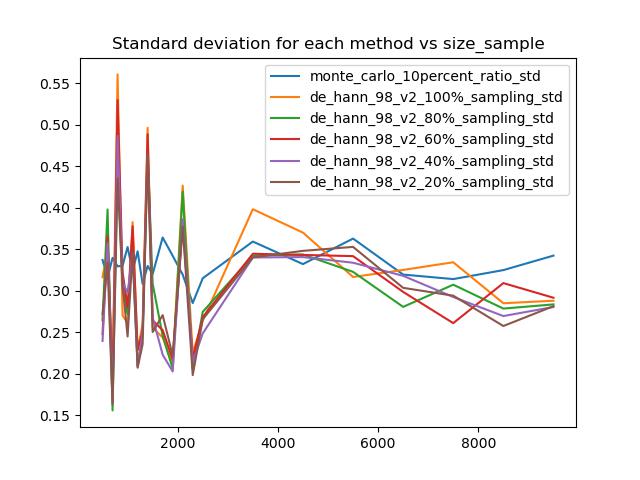 Standard deviation for each method vs size_sample
monte_carlo_10percent_ratio_std
de_hann_98_v2_100%_sampling_std
de_hann_98_v2_80%_sampling_std
de_hann_98_v2_60%_sampling_std
de_hann_98_v2_40%_sampling_std
de_hann_98_v2_20%_sampling_std
0.55
0.50
0.45
0.40
0.35
0.30
0.25
0.20
0.15
2000 4000 6000 8000